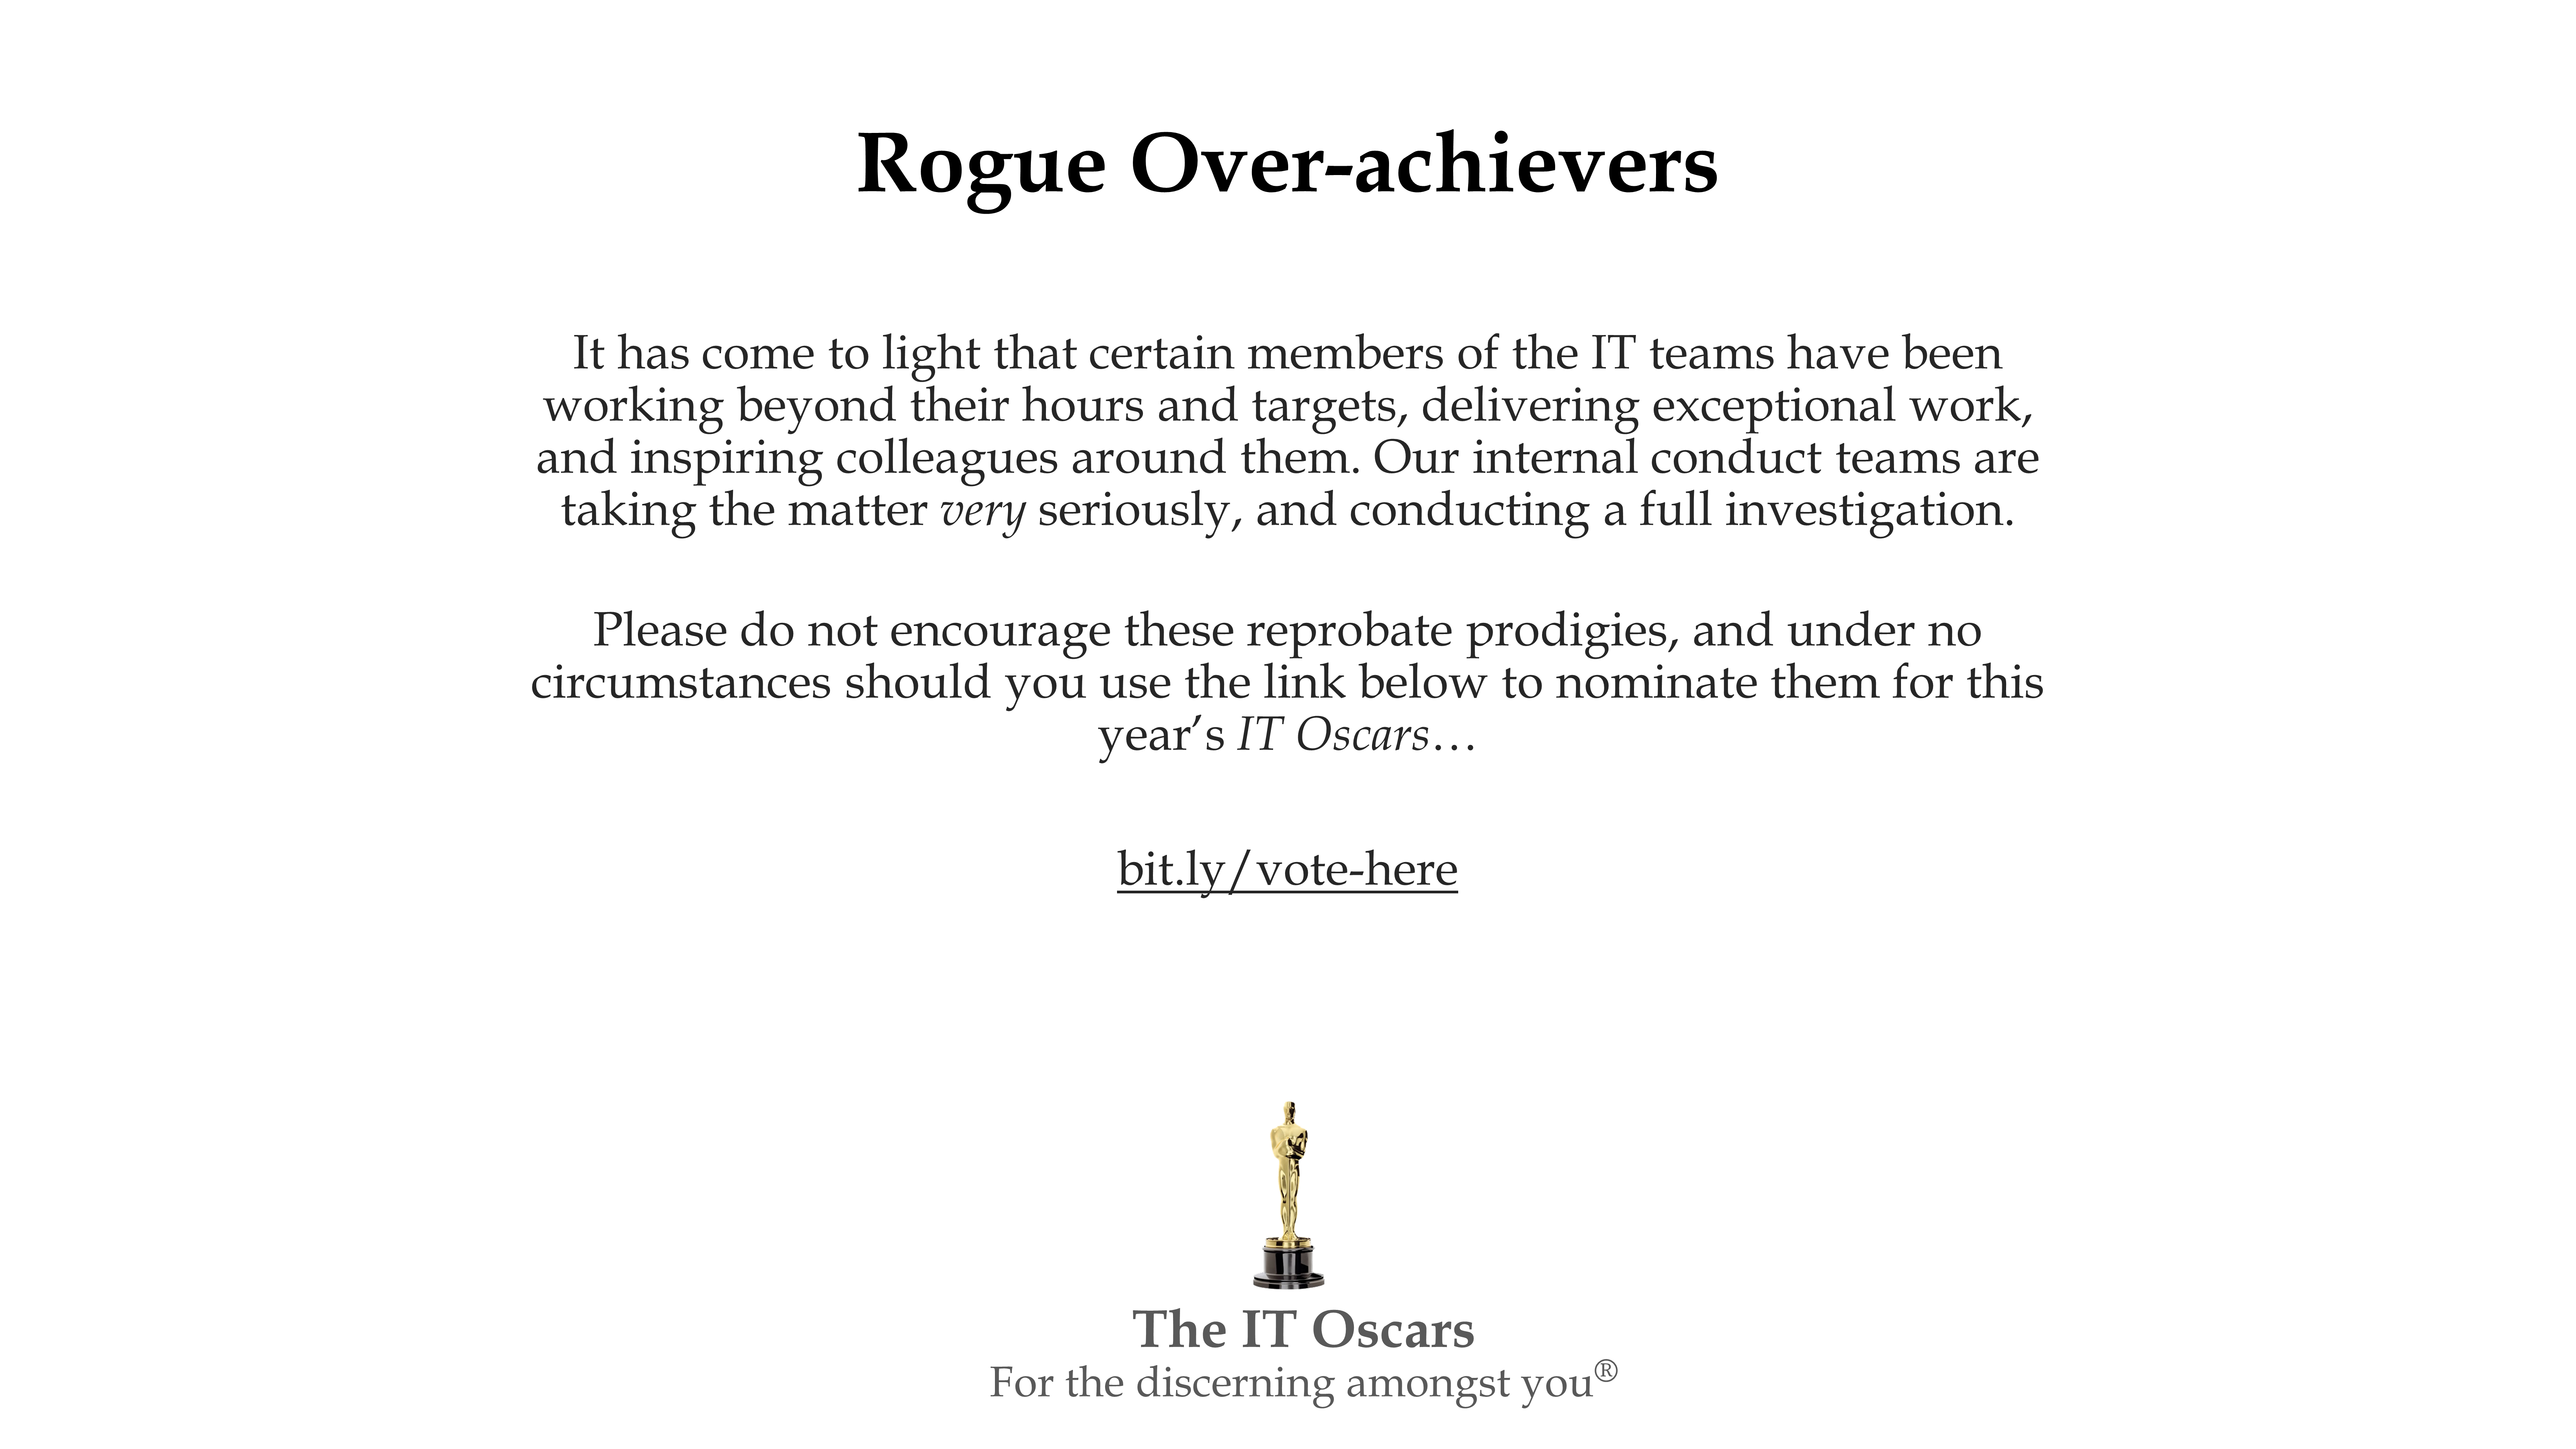 Rogue Over-achievers
It has come to light that certain members of the IT teams have been
working beyond their hours and targets, delivering exceptional work,
and inspiring colleagues around them. Our internal conduct teams are
taking the matter very seriously, and conducting a full investigation.
Please do not encourage these reprobate prodigies, and under no
circumstances should you use the link below to nominate them for this
year’s IT Oscars…
bit.ly/vote-here
The IT Oscars
For the discerning amongst you®